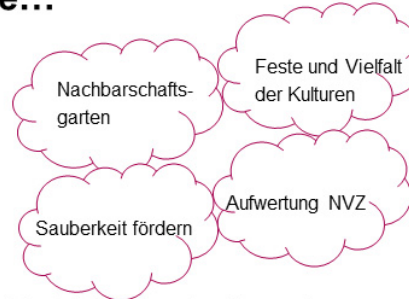 e...
Nachbarschafts-
garten
Feste und Vielfalt
der Kulturen
Sauberkeit fördern
Aufwertung NVZ